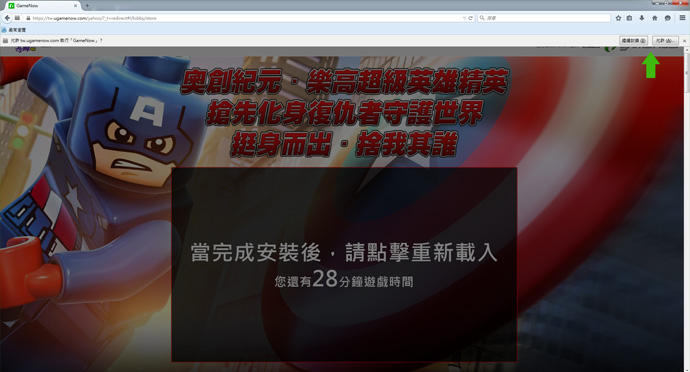 GameNow
https://tw.ugamenow.com/yahoo/?_t=redirect#!/lobby/store
搜尋
最常瀏覽
允許 tw.ugamenow.com 執行「GameNow」?
繼續封鎖(B)
允許(A)...
奧創紀元・樂高超級英雄精英
搶先化身復仇者守護世界
挺身而出・捨我其誰
當完成安裝後，請點擊重新載入
您還有28分鐘遊戲時間